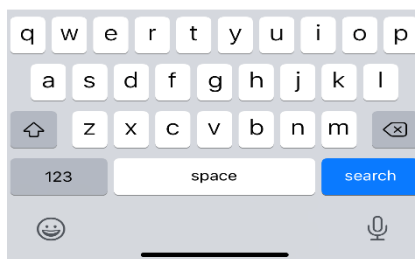 q w e r t y u i o p
a s d f g h j k l
z x c v b n m
123 space search